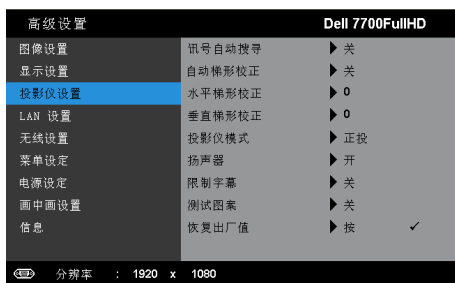 高级设置 Dell 7700FullHD
图像设置 讯号自动搜寻 关
显示设置 自动梯形校正 关
投影仪设置 水平梯形校正 0
LAN 设置 垂直梯形校正 0
无线设置 投影仪模式 正投
菜单设定 扬声器 开
电源设定 限制字幕 关
画中画设置 测试图案 关
信息 恢复出厂值 按 ✓
分辨率 : 1920 x 1080